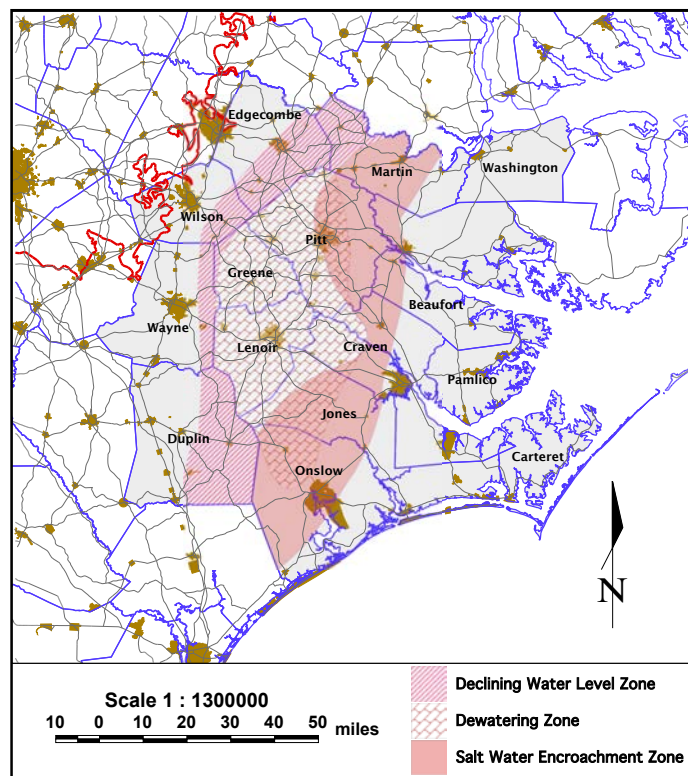 Edgecombe
Martin
Washington
Wilson
Pitt
Greene
Beaufort
Wayne
Lenoir
Craven
Pamlico
Jones
Duplin
Carteret
Onslow
N
Scale 1 : 1300000
10 0 10 20 30 40 50 miles
Declining Water Level Zone
Dewatering Zone
Salt Water Encroachment Zone